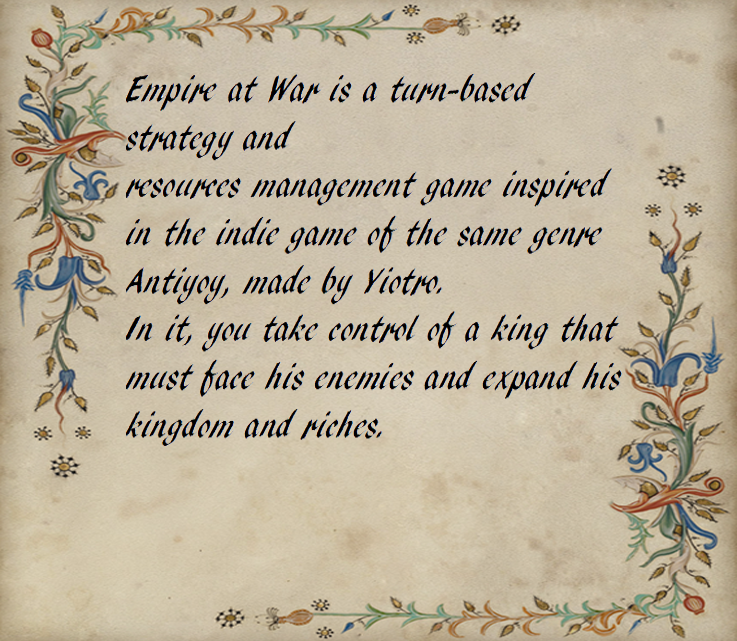 Empire at War is a turn-based
strategy and
resources management game inspired
in the indie game of the same genre
Antiyoy, made by Yiotro.
In it, you take control of a king that
must face his enemies and expand his
kingdom and riches.